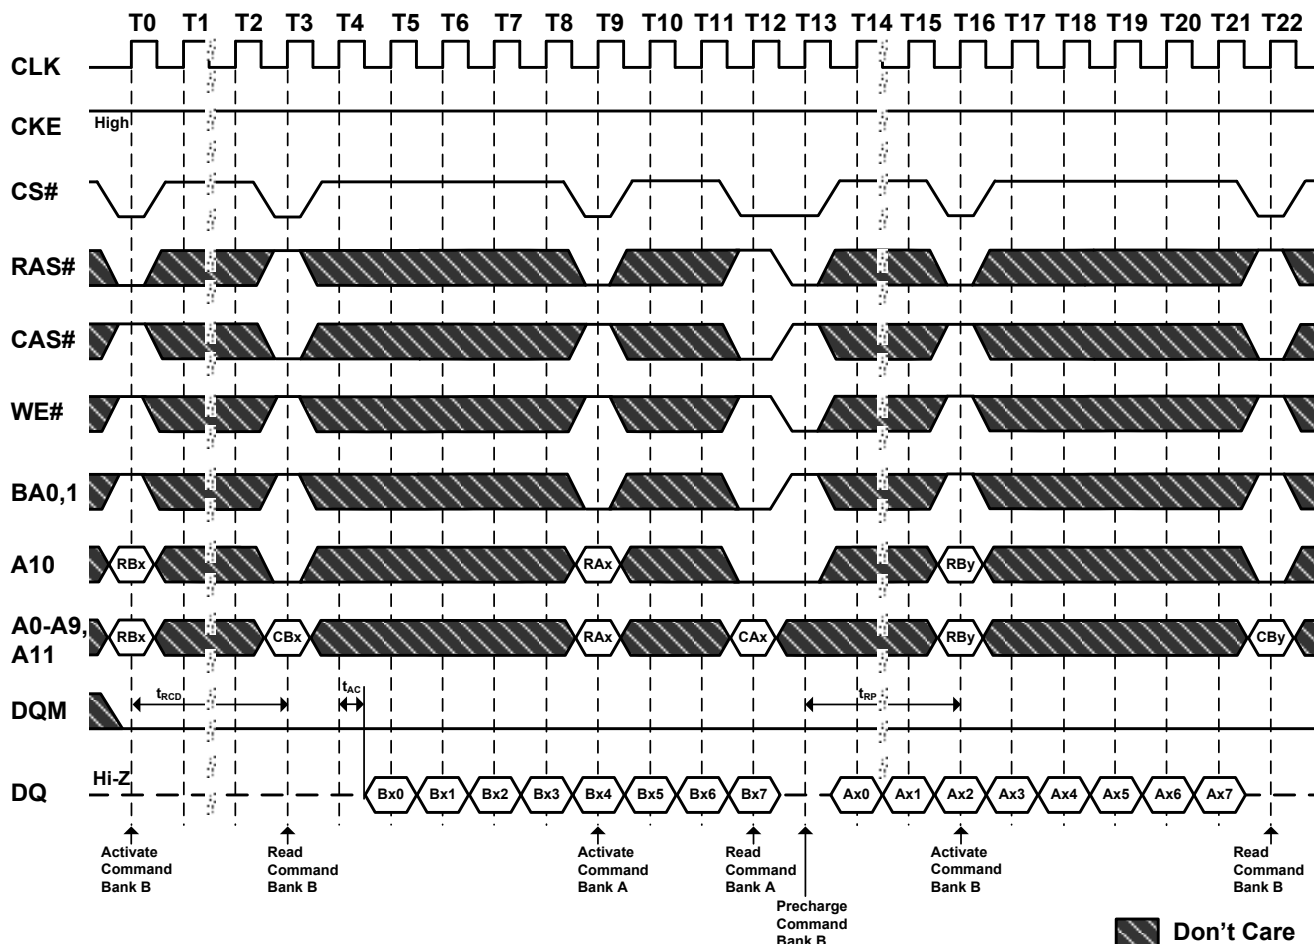 T0 T1 T2 T3 T4 T5 T6 T7 T8 T9 T10 T11 T12 T13 T14 T15 T16 T17 T18 T19 T20 T21 T22
CLK
CKE High
CS#
RAS#
CAS#
WE#
BA0,1
A10 RBx RAx RBy
A0-A9,
A11
RBx CBx RAx CAx RBy CBy
tRCD tAC tRP
DQM
Hi-Z
DQ Bx0 Bx1 Bx2 Bx3 Bx4 Bx5 Bx6 Bx7 Ax0 Ax1 Ax2 Ax3 Ax4 Ax5 Ax6 Ax7
Activate
Command
Bank B
Read
Command
Bank B
Activate
Command
Bank A
Read
Command
Bank A
Precharge
Command
Bank B
Activate
Command
Bank B
Read
Command
Bank B
Don't Care